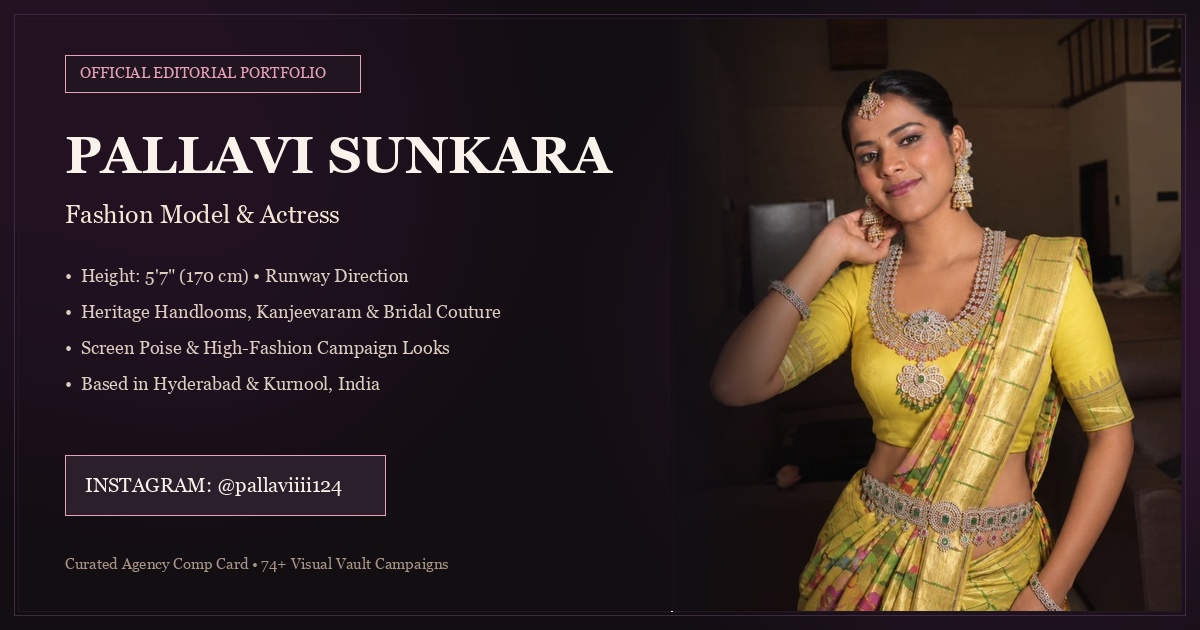 OFFICIAL EDITORIAL PORTFOLIO
PALLAVI SUNKARA
Fashion Model & Actress
• Height: 5'7" (170 cm) • Runway Direction
• Heritage Handlooms, Kanjeevaram & Bridal Couture
• Screen Poise & High-Fashion Campaign Looks
• Based in Hyderabad & Kurnool, India
INSTAGRAM: @pallaviiii124
Curated Agency Comp Card • 74+ Visual Vault Campaigns